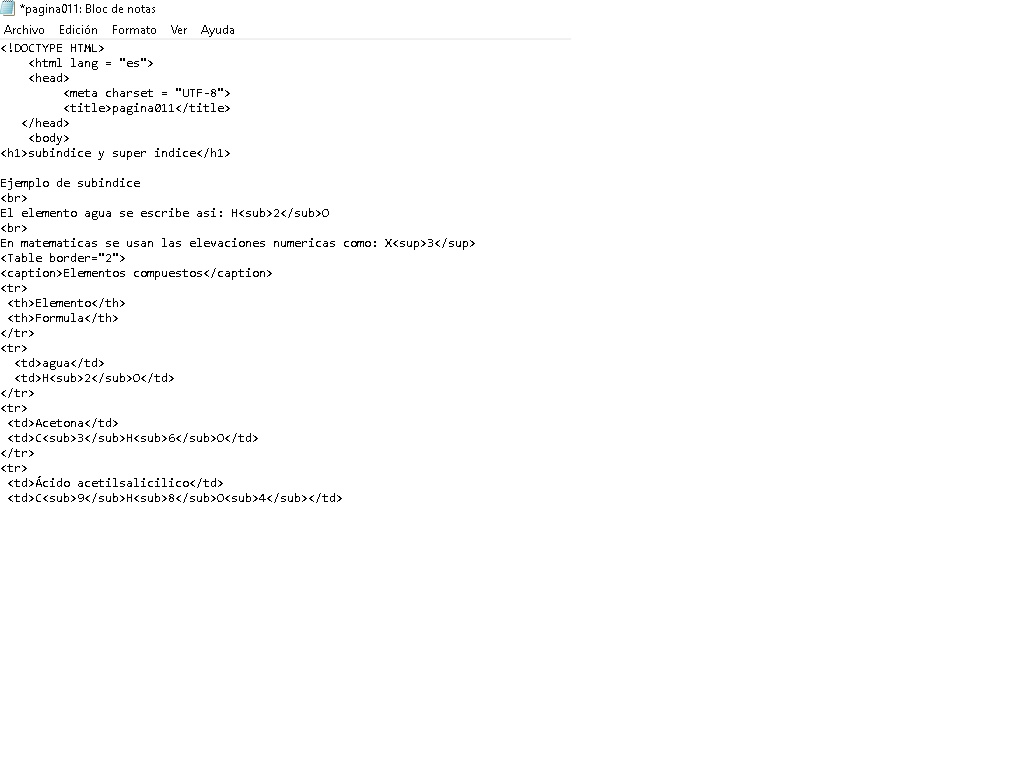 *pagina011: Bloc de notas
Archivo Edición Formato Ver Ayuda
<!DOCTYPE HTML>
<html lang = "es">
<head>
<meta charset = "UTF-8">
<title>pagina011</title>
</head>
<body>
<h1>subindice y super indice</h1>
Ejemplo de subindice
<br>
El elemento agua se escribe asi: H<sub>2</sub>O
<br>
En matematicas se usan las elevaciones numericas como: X<sup>3</sup>
<Table border="2">
<caption>Elementos compuestos</caption>
<tr>
<th>Elemento</th>
<th>Formula</th>
</tr>
<tr>
<td>agua</td>
<td>H<sub>2</sub>O</td>
</tr>
<tr>
<td>Acetona</td>
<td>C<sub>3</sub>H<sub>6</sub>O</td>
</tr>
<tr>
<td>Ácido acetilsalicilico</td>
<td>C<sub>9</sub>H<sub>8</sub>O<sub>4</sub></td>